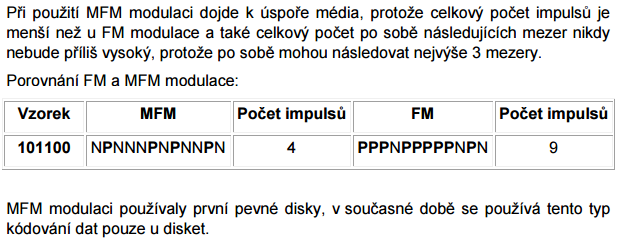 Při použití MFM modulaci dojde k úspoře média, protože celkový počet impulsů je
menší než u FM modulace a také celkový počet po sobě následujících mezer nikdy
nebude příliš vysoký, protože po sobě mohou následovat nejvýše 3 mezery.
Porovnání FM a MFM modulace:
Vzorek MFM Počet impulsů FM Počet impulsů
101100 NPNNNPNPNNPN 4 PPPNPPPPPNPN 9
MFM modulaci používaly první pevné disky, v současné době se používá tento typ
kódování dat pouze u disket.